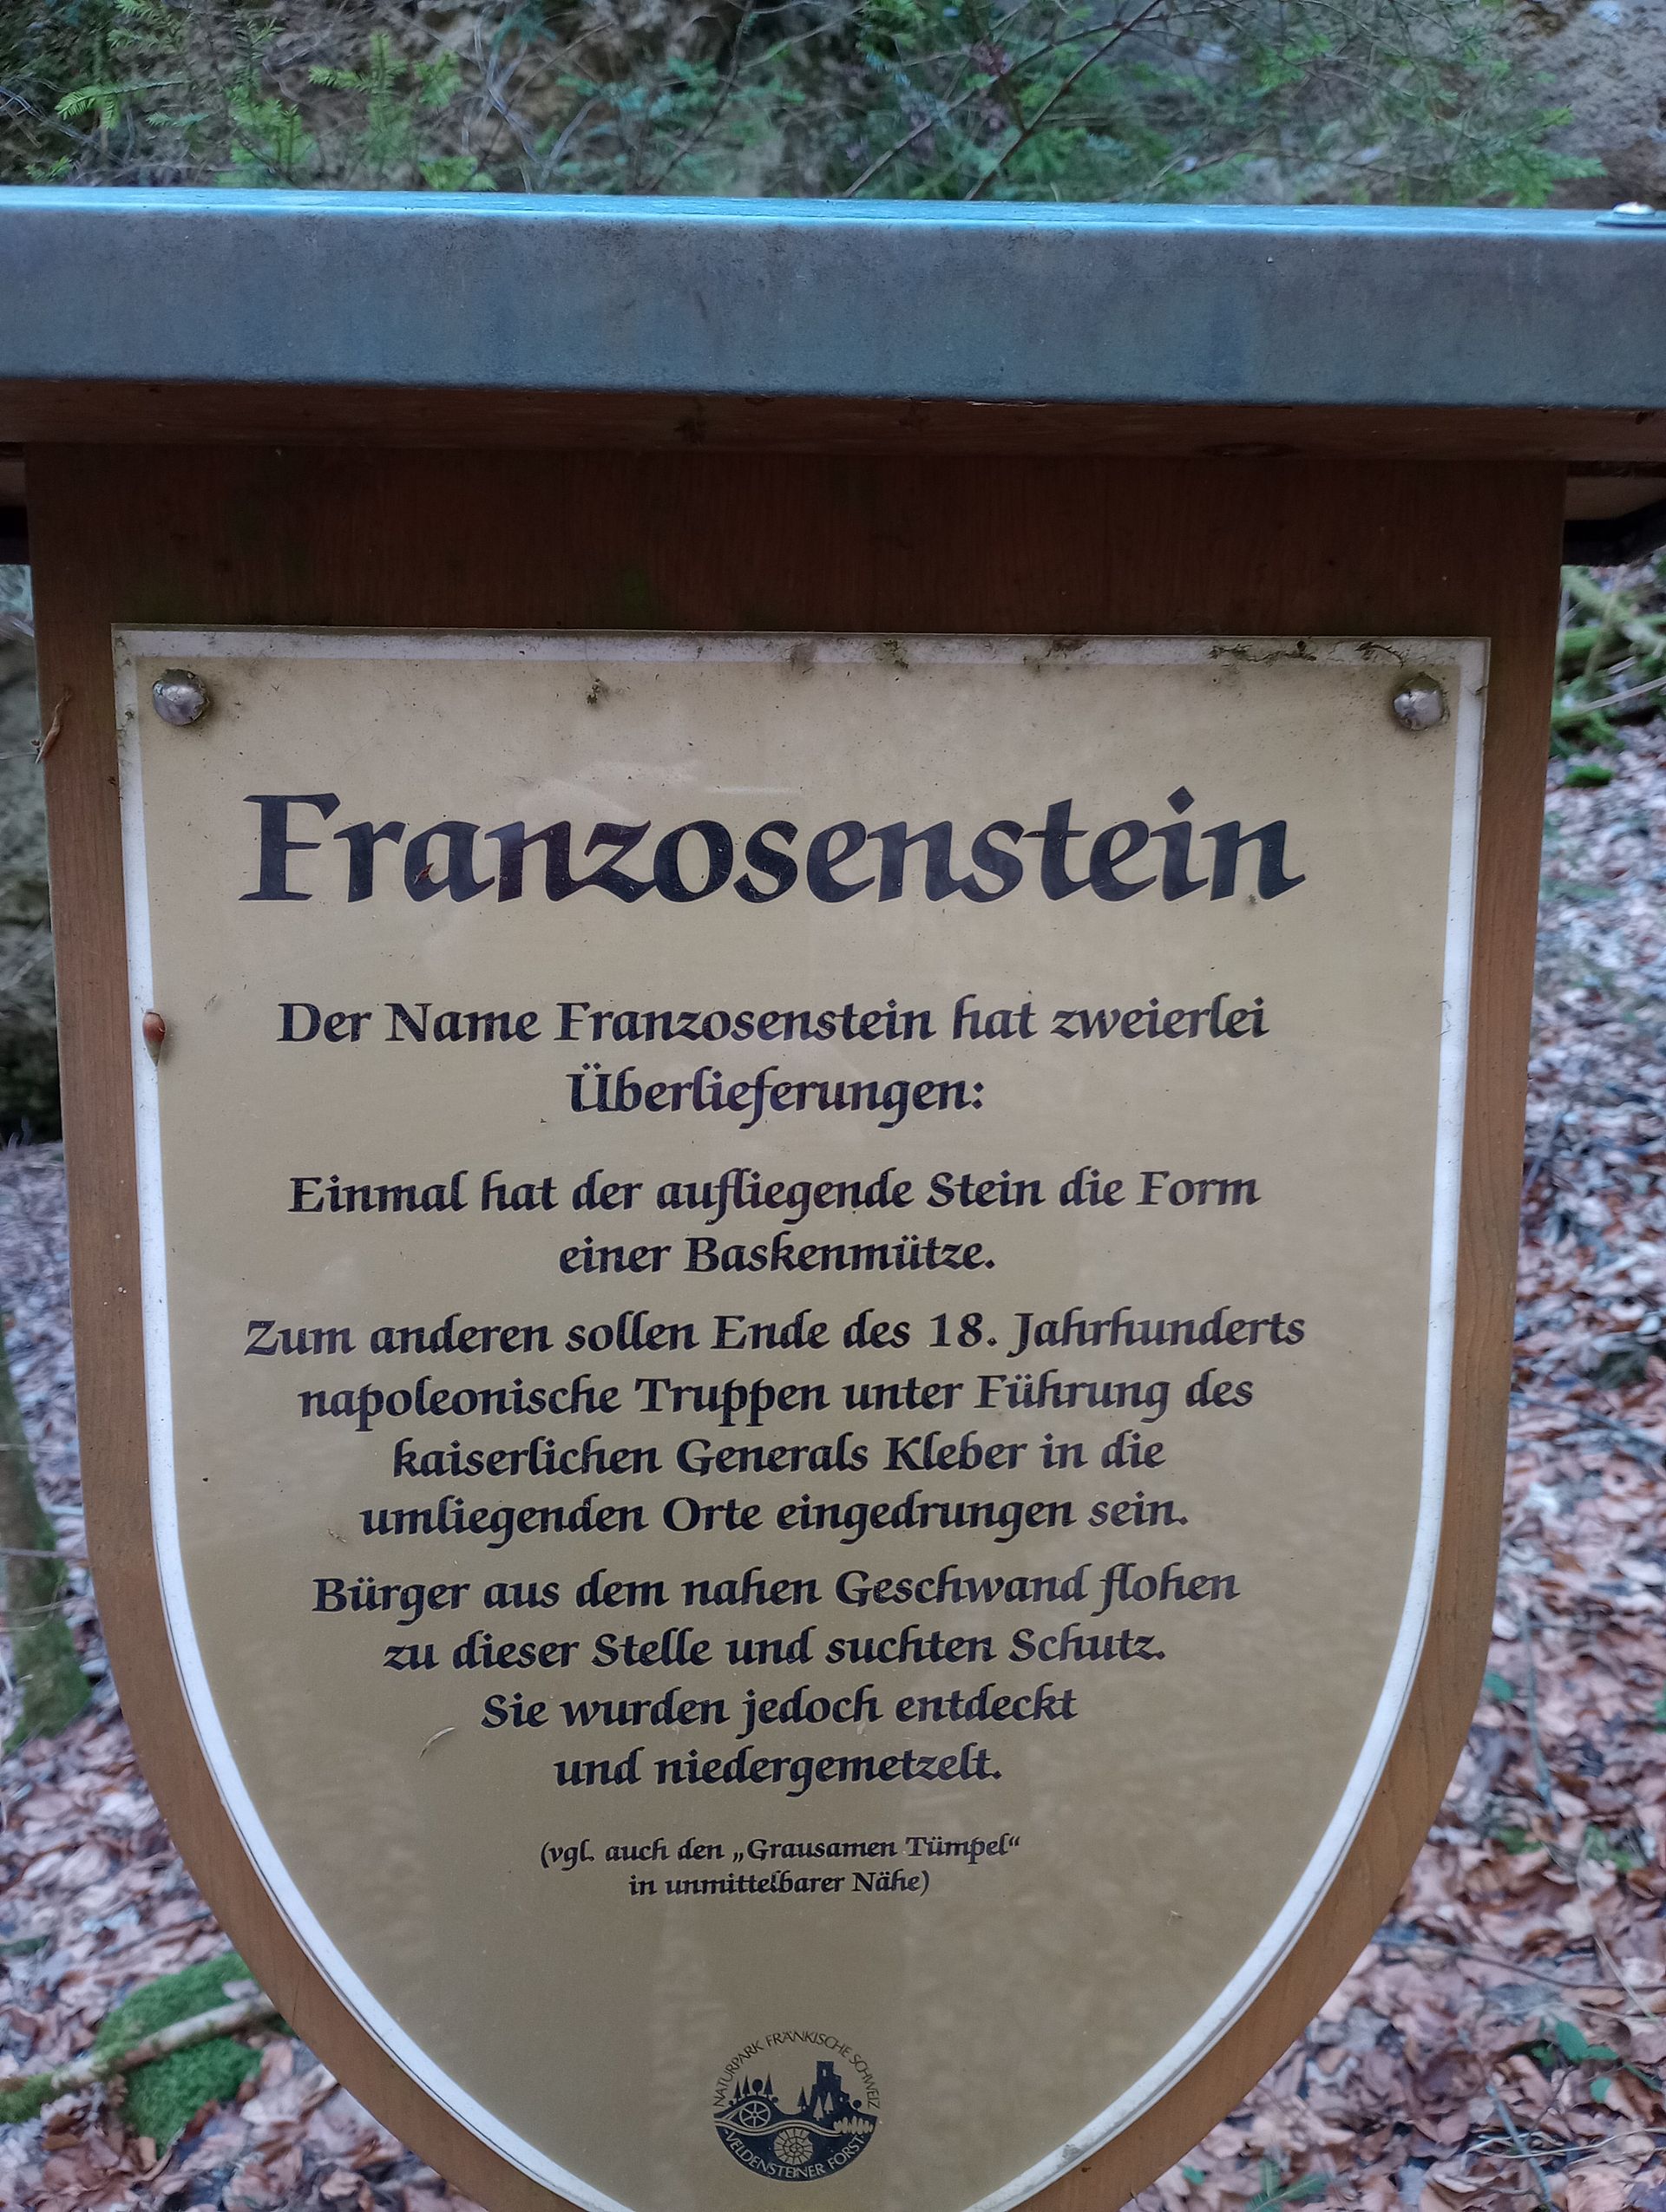 Franzosenstein
Der Name Franzosenstein hat zweierlei
Überlieferungen:
Einmal hat der aufliegende Stein die Form
einer Baskenmütze.
Zum anderen sollen Ende des 18. Jahrhunderts
napoleonische Truppen unter Führung des
kaiserlichen Generals Kleber in die
umliegenden Orte eingedrungen sein.
Bürger aus dem nahen Geschwand flohen
zu dieser Stelle und suchten Schutz.
Sie wurden jedoch entdeckt
und niedergemetzelt.
(vgl. auch den „Grausamen Tümpel“
in unmittelbarer Nähe)
NATURPARK FRÄNKISCHE SCHWEIZ
-VELDENSTEINER FORST-